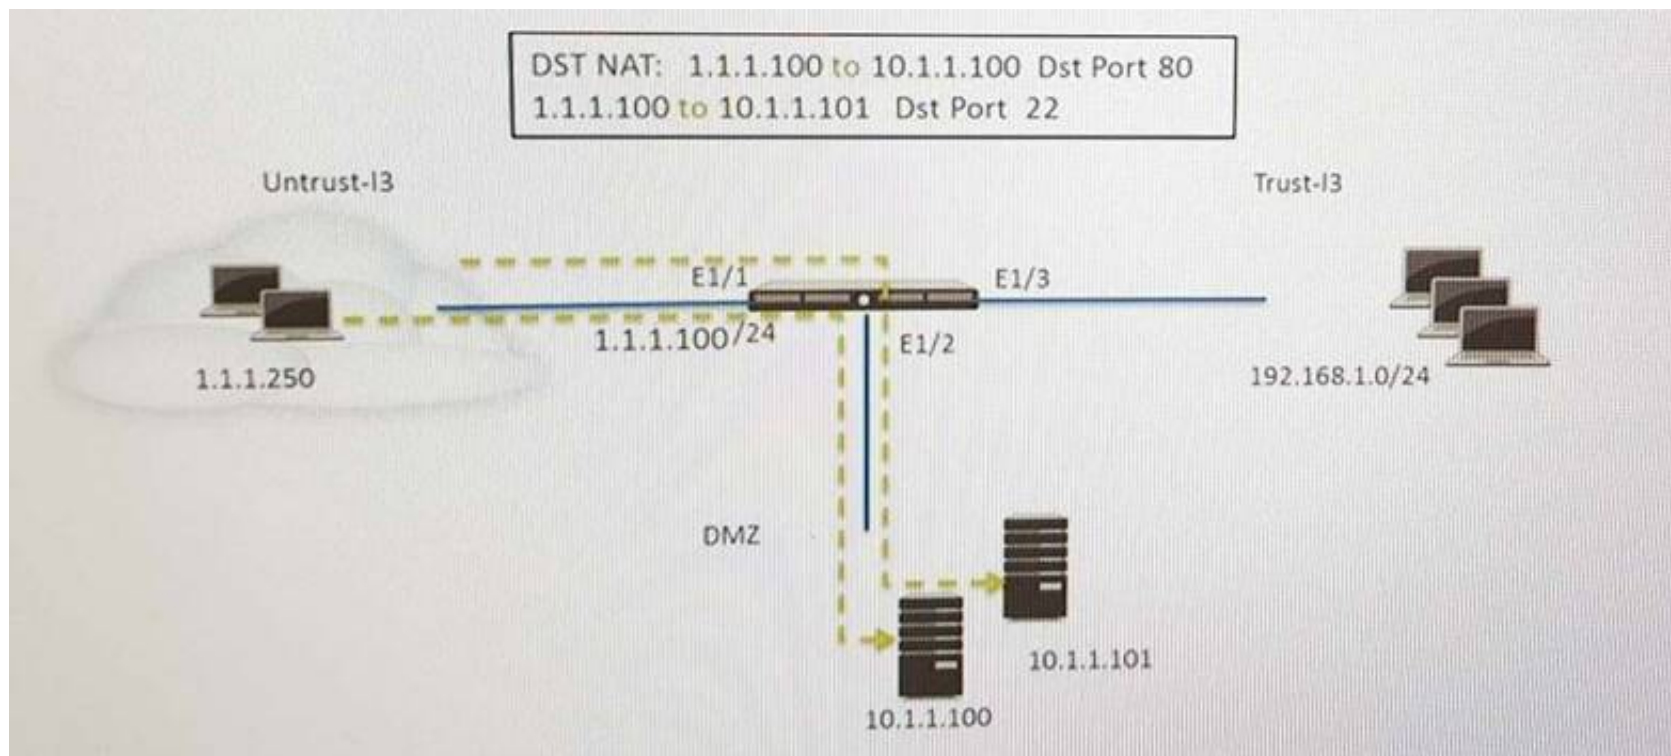 DST NAT: 1.1.1.100 to 10.1.1.100 Dst Port 80
1.1.1.100 to 10.1.1.101 Dst Port 22
Untrust-l3
Trust-l3
E1/1
E1/3
1.1.1.100/24
E1/2
1.1.1.250
192.168.1.0/24
DMZ
10.1.1.101
10.1.1.100